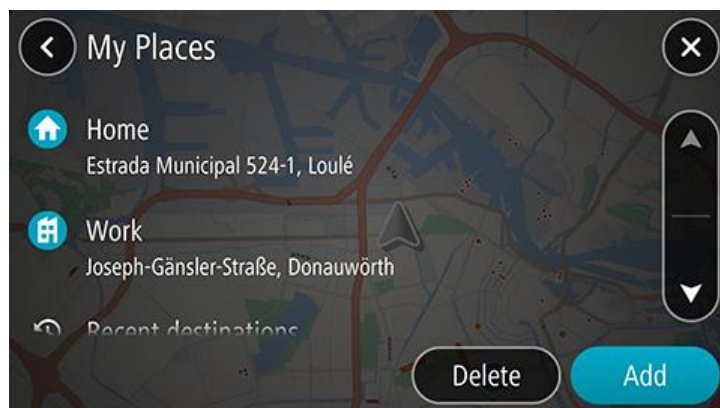 My Places
Home
Estrada Municipal 524-1, Loulé
Work
Joseph-Gänsler-Straße, Donauwörth
Recent destinations
Delete
Add